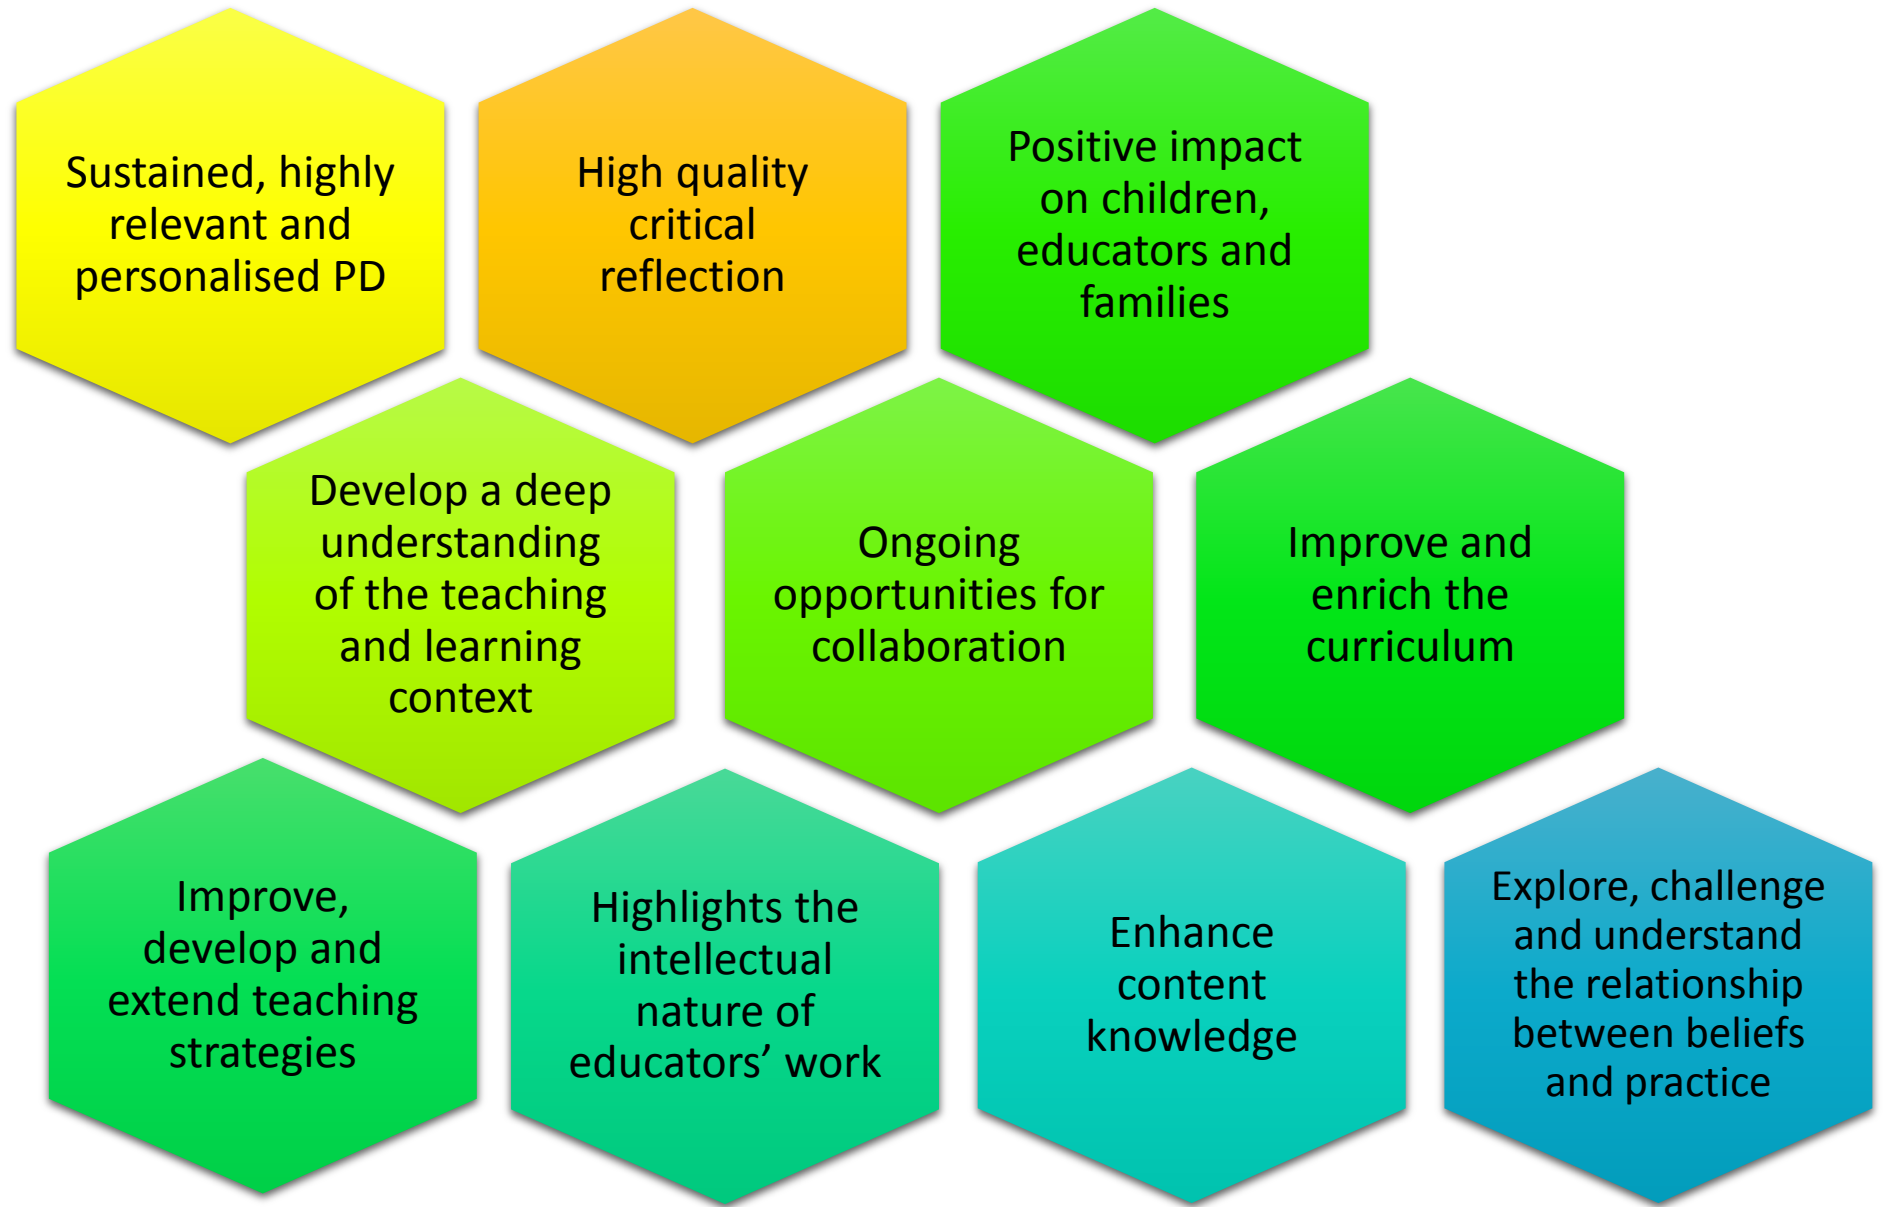 Sustained, highly
relevant and
personalised PD
High quality
critical
reflection
Positive impact
on children,
educators and
families
Develop a deep
understanding
of the teaching
and learning
context
Ongoing
opportunities for
collaboration
Improve and
enrich the
curriculum
Improve,
develop and
extend teaching
strategies
Highlights the
intellectual
nature of
educators’ work
Enhance
content
knowledge
Explore, challenge
and understand
the relationship
between beliefs
and practice